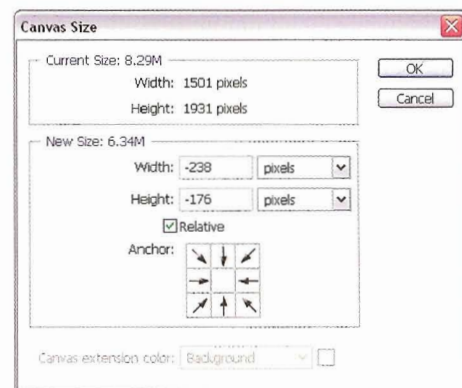 Canvas Size
Current Size: 8.29M
Width: 1501 pixels
Height: 1931 pixels
OK
Cancel
New Size: 6.34M
Width: -238 pixels
Height: -176 pixels
Relative
Anchor:
Canvas extension color: Background